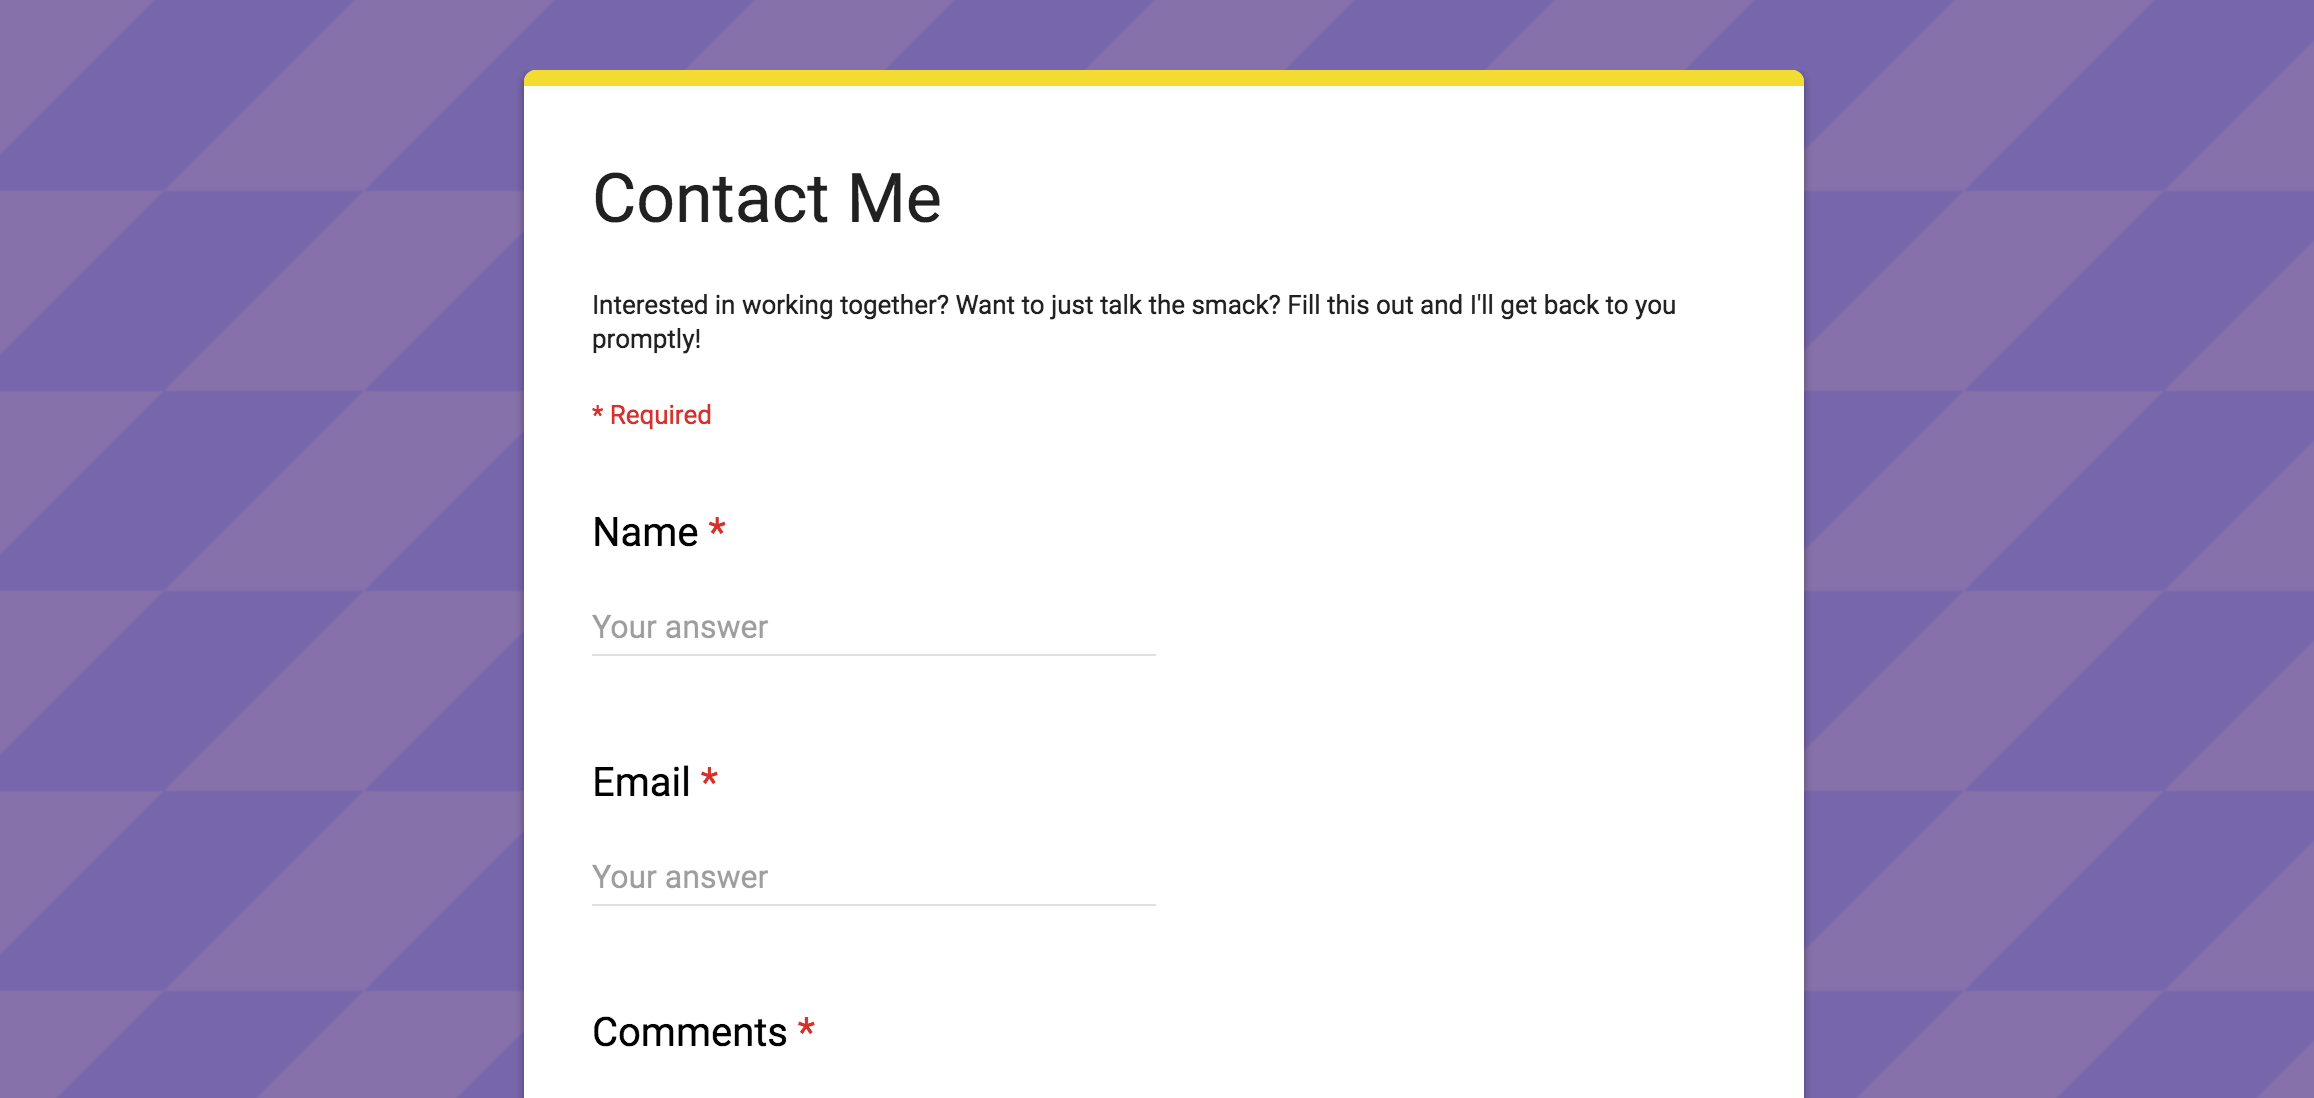 Contact Me
Interested in working together? Want to just talk the smack? Fill this out and I'll get back to you
promptly!
* Required
Name *
Your answer
Email *
Your answer
Comments *